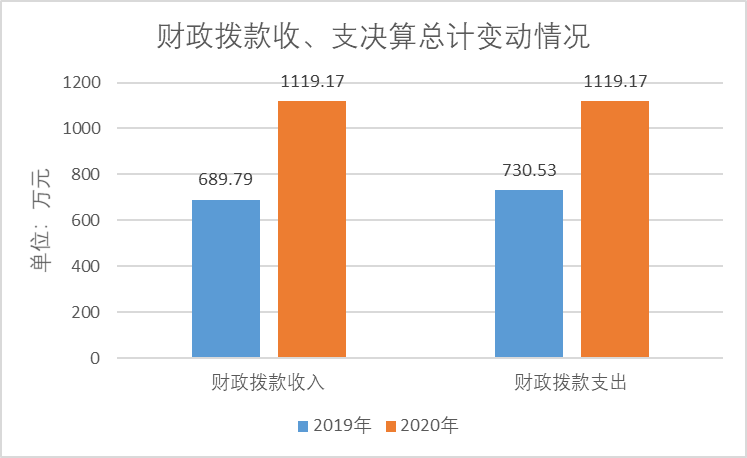 财政拨款收、支决算总计变动情况
单位：万元
1200
1000
800
600
400
200
0
689.79
1119.17
730.53
1119.17
财政拨款收入
财政拨款支出
2019年
2020年